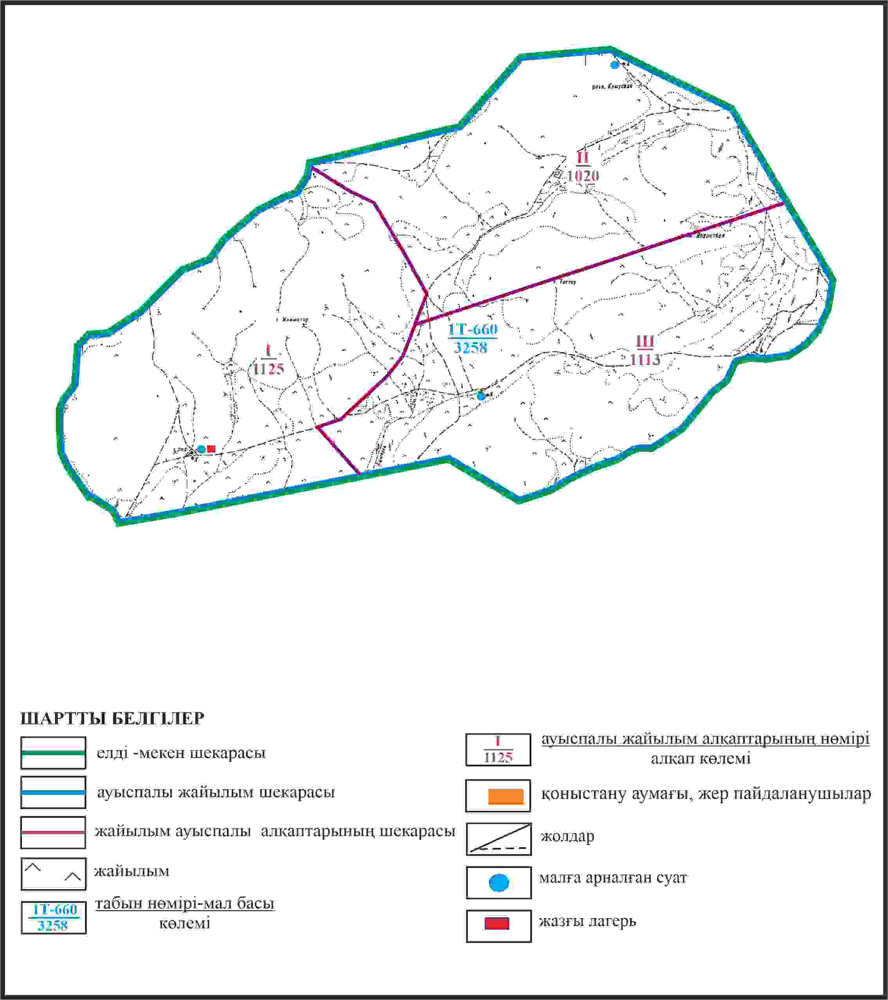 II
1020
г. Тастау
1Т-660
3258
III
1113
I
1125
ШАРТТЫ БЕЛГІЛЕР
елді -мекен шекарасы
ауыспалы жайылым шекарасы
жайылым ауыспалы алқаптарының шекарасы
жайылым
1Т-660
3258
табын нөмірі-мал басы
көлемі
I
1125
ауыспалы жайылым алқаптарының нөмірі
алқап көлемі
қоныстану аумағы, жер пайдаланушылар
жолдар
малға арналған суат
жазғы лагерь